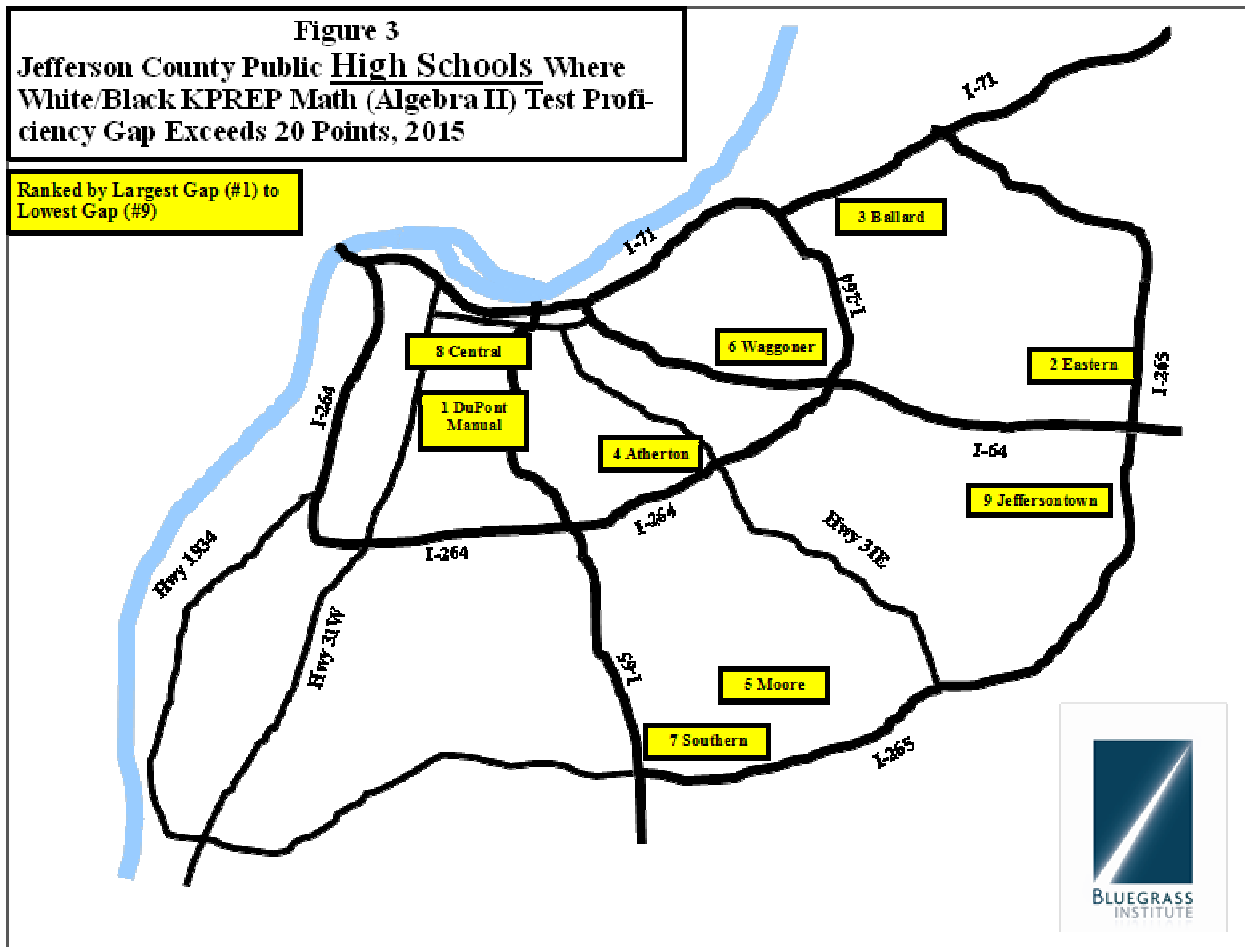 Figure 3
Jefferson County Public High Schools Where
White/Black KPREP Math (Algebra II) Test Profi-
ciency Gap Exceeds 20 Points, 2015
Ranked by Largest Gap (#1) to
Lowest Gap (#9)
I-71
3 Ballard
I-71
I-264
6 Waggoner
8 Central
2 Eastern
I-265
I-264
1 DuPont
Manual
4 Atherton
I-64
9 Jeffersontown
I-264
I-264
Hwy 31E
Hwy 1934
Hwy 31W
I-65
5 Moore
7 Southern
I-265
BLUEGRASS
INSTITUTE